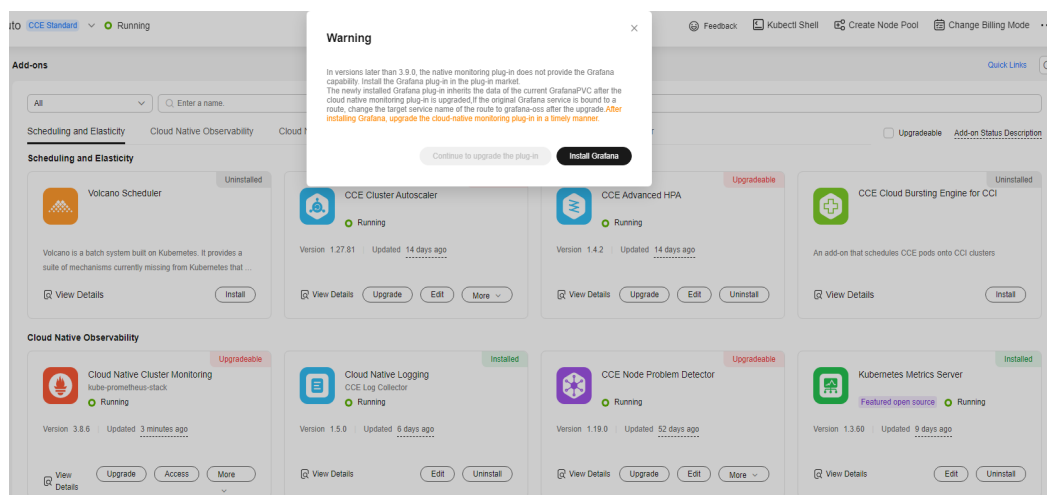 uto CCE Standard Running
Feedback Kubectl Shell Create Node Pool Change Billing Mode
Warning
In versions later than 3.9.0, the native monitoring plug-in does not provide the Grafana
capability. Install the Grafana plug-in in the plug-in market.
The newly installed Grafana plug-in inherits the data of the current GrafanaPVC after the
cloud native monitoring plug-in is upgraded,If the original Grafana service is bound to a
route, change the target service name of the route to grafana-oss after the upgrade.After
installing Grafana, upgrade the cloud-native monitoring plug-in in a timely manner.
Continue to upgrade the plug-in Install Grafana
Add-ons Quick Links
All Enter a name.
Scheduling and Elasticity Cloud Native Observability Cloud Upgradeable Add-on Status Description
Scheduling and Elasticity
Uninstalled
Volcano Scheduler
Volcano is a batch system built on Kubernetes. It provides a
suite of mechanisms currently missing from Kubernetes that ...
View Details Install
CCE Cluster Autoscaler
Running
Version 1.27.81 Updated 14 days ago
View Details Upgrade Edit More
Upgradeable
CCE Advanced HPA
Running
Version 1.4.2 Updated 14 days ago
View Details Upgrade Edit Uninstall
Uninstalled
CCE Cloud Bursting Engine for CCI
An add-on that schedules CCE pods onto CCI clusters
View Details Install
Cloud Native Observability
Upgradeable
Cloud Native Cluster Monitoring
kube-prometheus-stack
Running
Version 3.8.6 Updated 3 minutes ago
View Details Upgrade Access More
Installed
Cloud Native Logging
CCE Log Collector
Running
Version 1.5.0 Updated 6 days ago
View Details Edit Uninstall
Upgradeable
CCE Node Problem Detector
Running
Version 1.19.0 Updated 52 days ago
View Details Upgrade Edit More
Installed
Kubernetes Metrics Server
Featured open source Running
Version 1.3.60 Updated 9 days ago
View Details Edit Uninstall